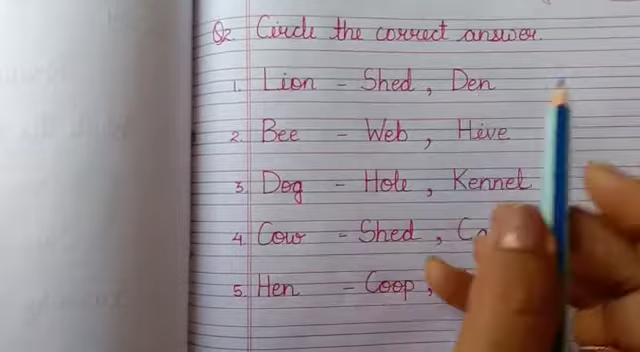 Q2 Circle the correct answer.
1. Lion - Shed, Den
2. Bee - Web, Hive
3. Dog - Hole, Kennel
4. Cow - Shed,
5. Hen - Coop,